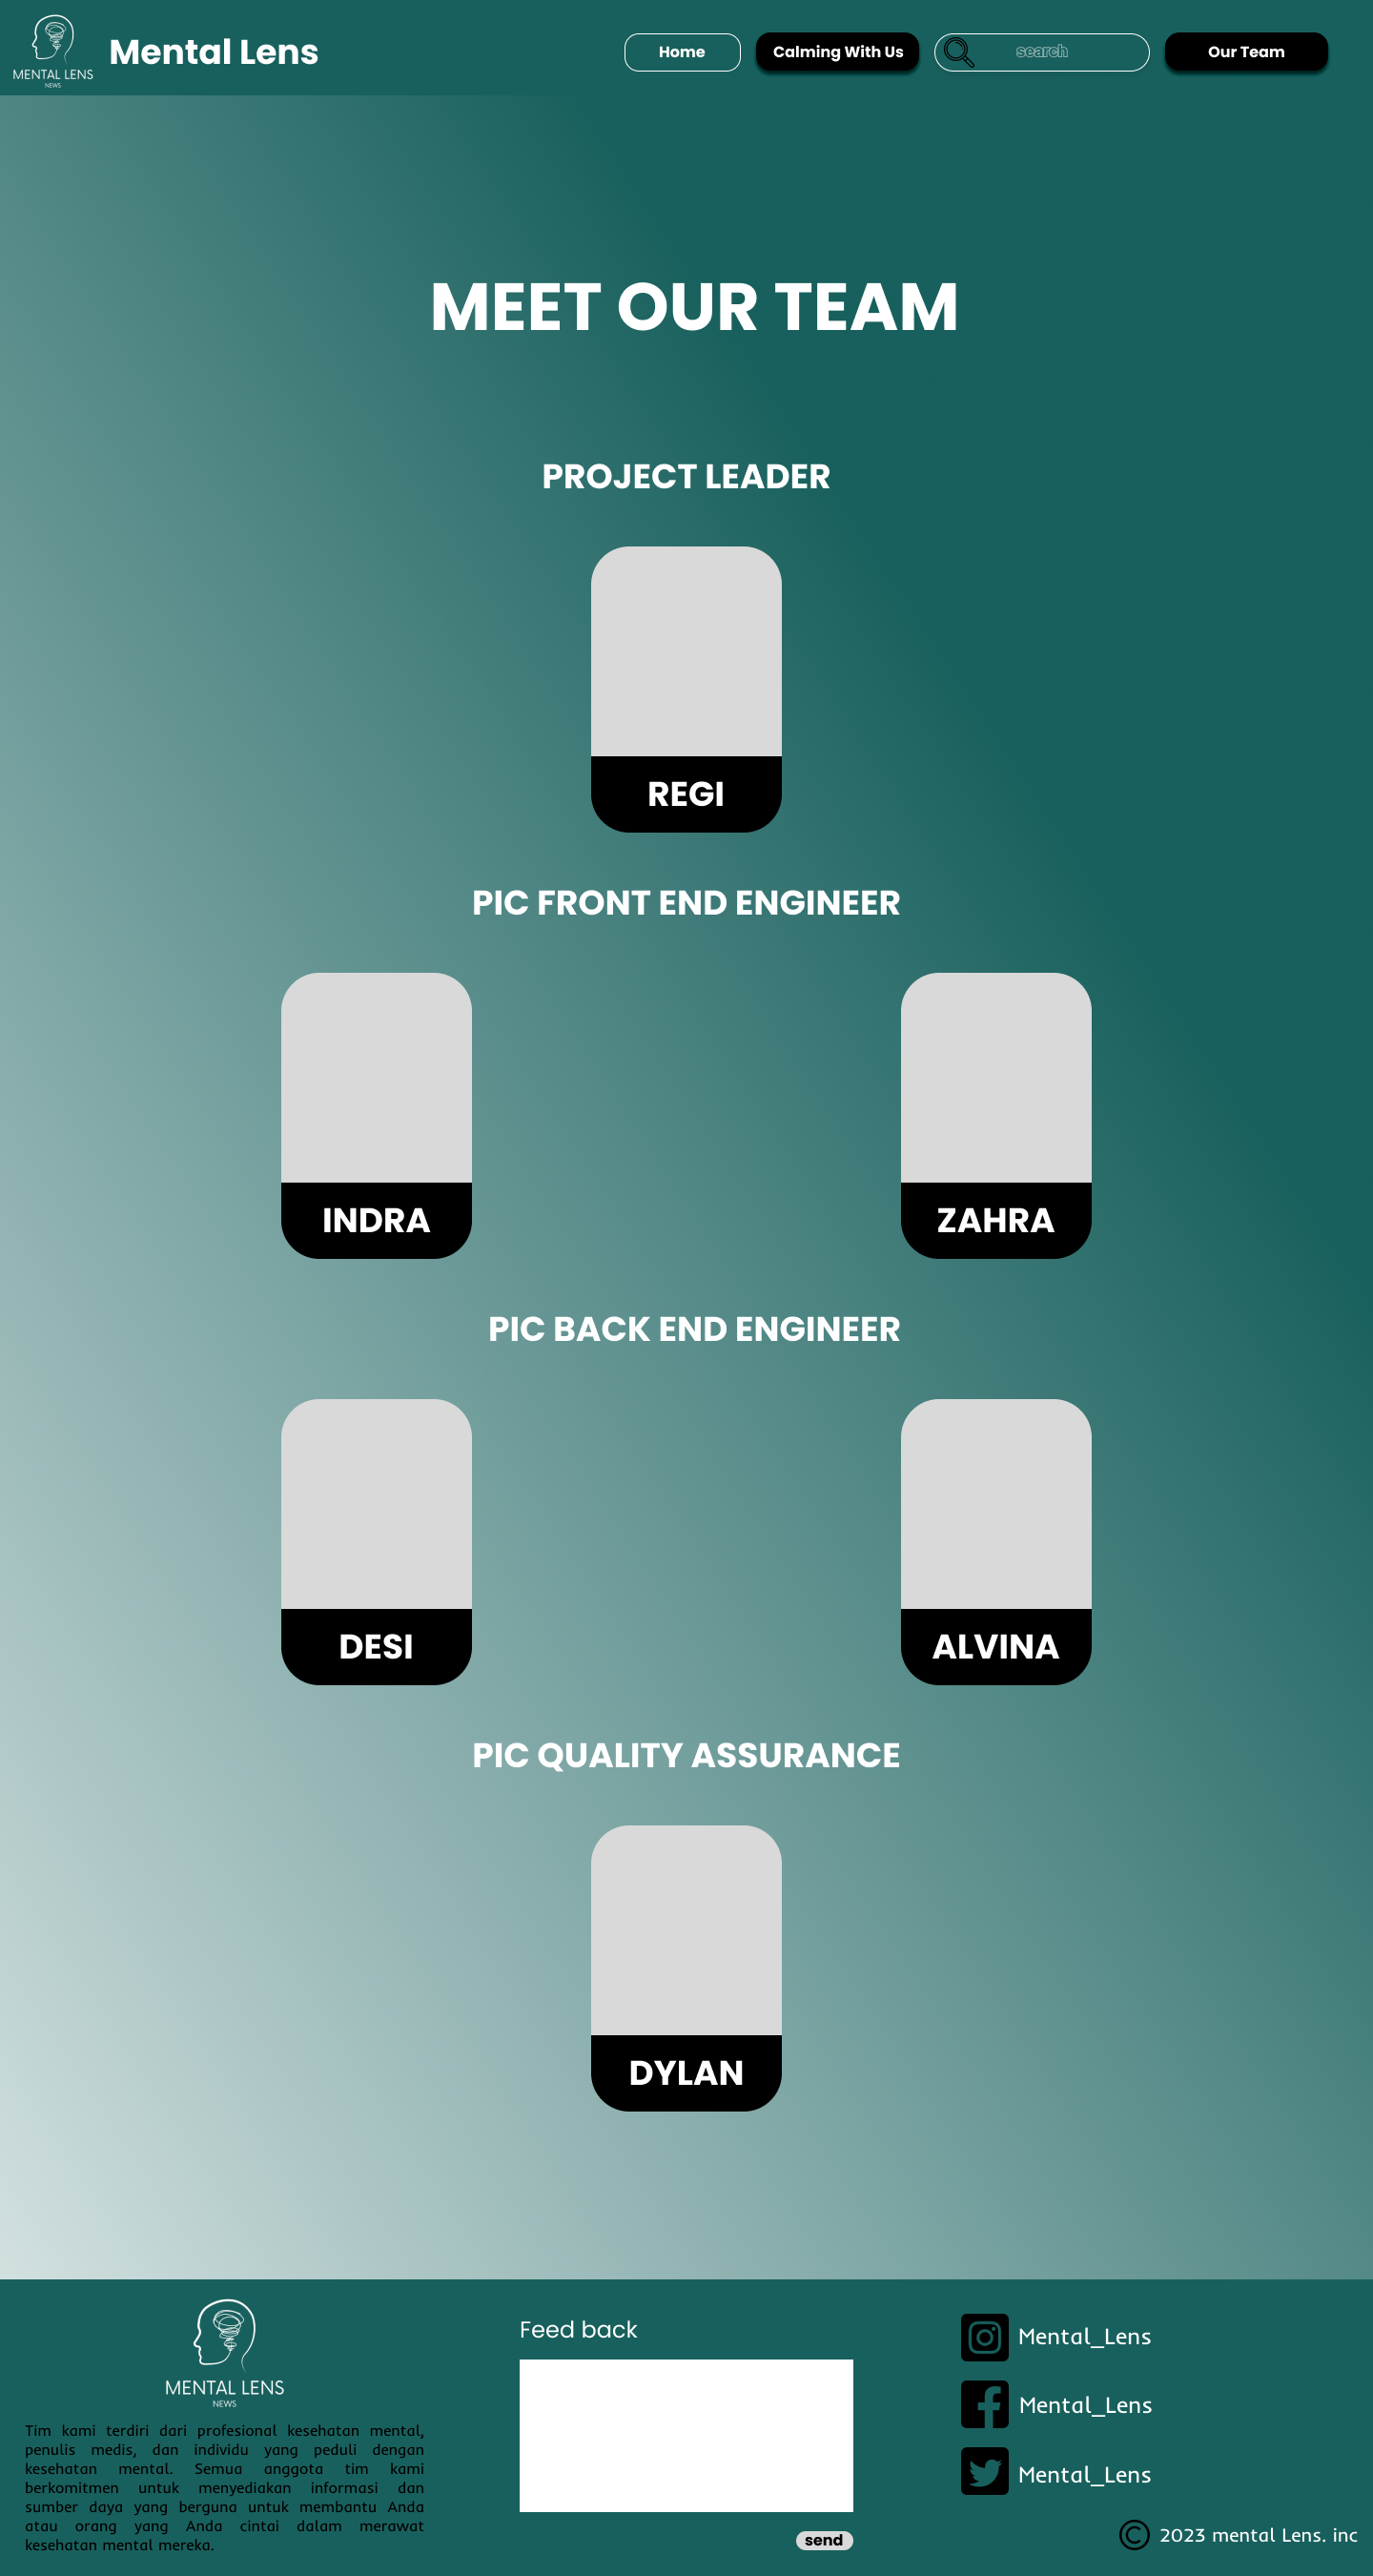 MENTAL LENS
NEWS
Mental Lens
Home
Calming With Us
search
Our Team
MEET OUR TEAM
PROJECT LEADER
REGI
PIC FRONT END ENGINEER
INDRA
ZAHRA
PIC BACK END ENGINEER
DESI
ALVINA
PIC QUALITY ASSURANCE
DYLAN
MENTAL LENS
NEWS
Tim kami terdiri dari profesional kesehatan mental,
penulis medis, dan individu yang peduli dengan
kesehatan mental. Semua anggota tim kami
berkomitmen untuk menyediakan informasi dan
sumber daya yang berguna untuk membantu Anda
atau orang yang Anda cintai dalam merawat
kesehatan mental mereka.
Feed back
send
Mental_Lens
Mental_Lens
Mental_Lens
© 2023 mental Lens. inc